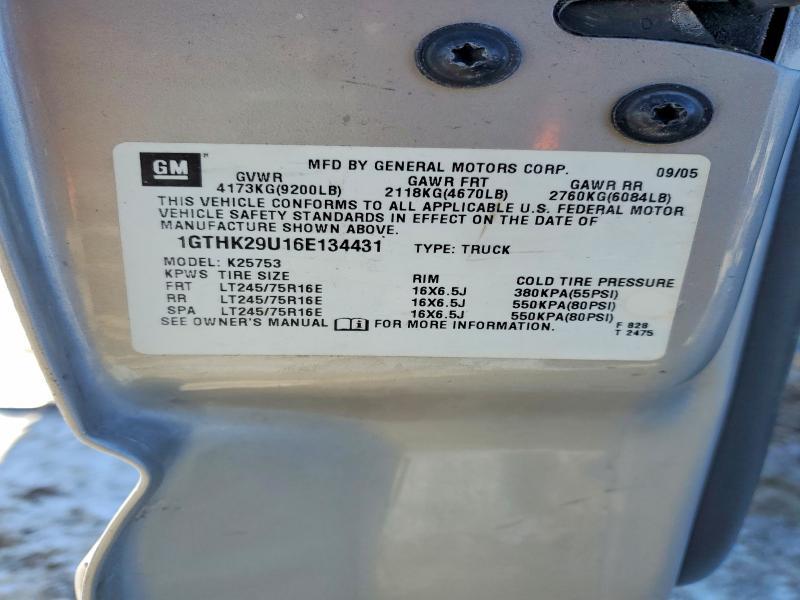 GM MFD BY GENERAL MOTORS CORP. 09/05
GVWR GAWR FRT GAWR RR
4173KG(9200LB) 2118KG(4670LB) 2760KG(6084LB)
THIS VEHICLE CONFORMS TO ALL APPLICABLE U.S. FEDERAL MOTOR
VEHICLE SAFETY STANDARDS IN EFFECT ON THE DATE OF
MANUFACTURE SHOWN ABOVE.
1GTHK29U16E134431 TYPE: TRUCK
MODEL: K25753
KPWS TIRE SIZE RIM COLD TIRE PRESSURE
FRT LT245/75R16E 16X6.5J 380KPA(55PSI)
RR LT245/75R16E 16X6.5J 550KPA(80PSI)
SPA LT245/75R16E 16X6.5J 550KPA(80PSI)
SEE OWNER'S MANUAL FOR MORE INFORMATION.
F 828
T 2475